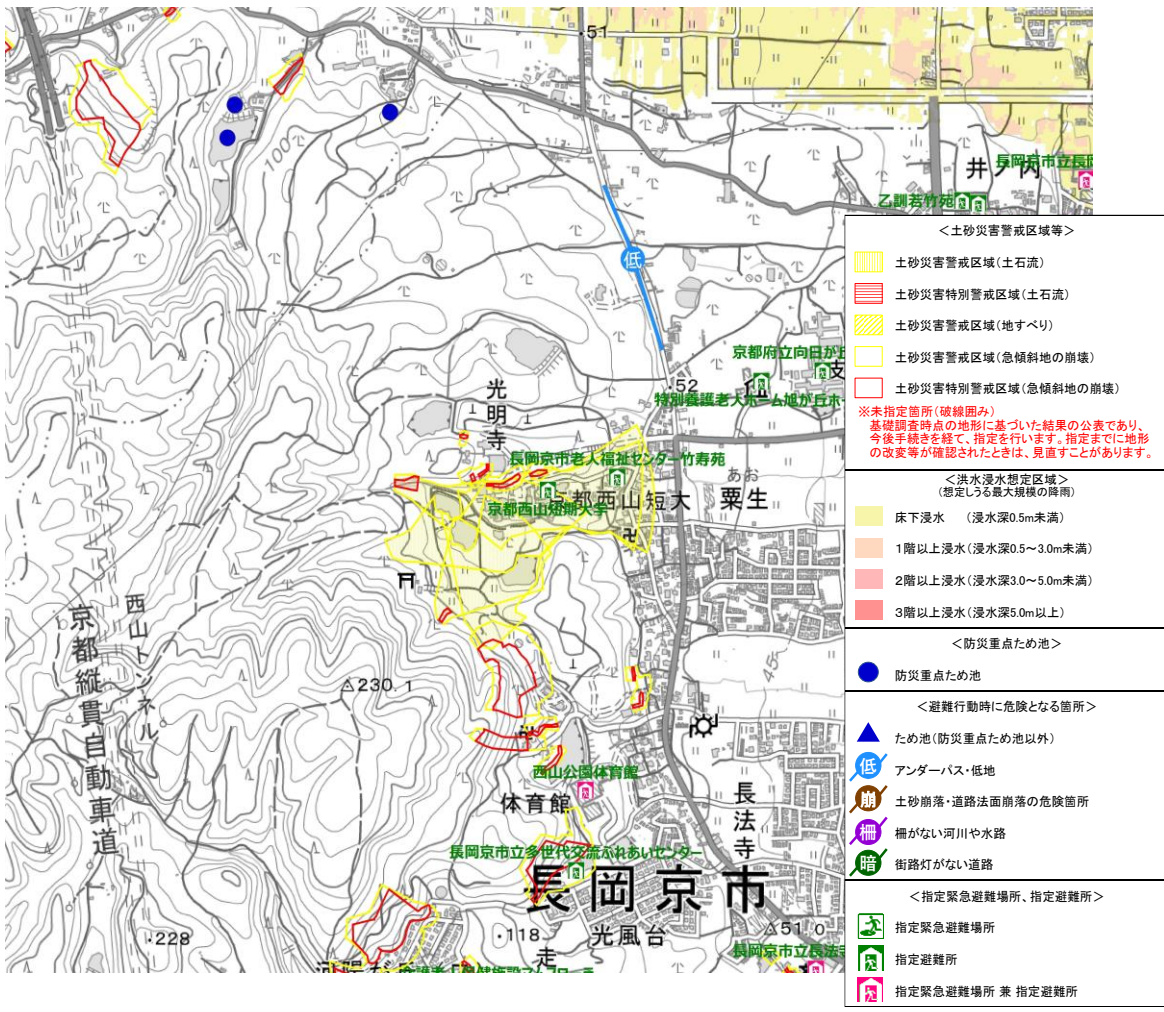 51
100
井ノ内
長岡京市立長
乙訓若竹苑
低
京都府立向日が丘
52
特別養護老人ホーム旭が丘ホー
光明寺
長岡京市老人福祉センター竹寿苑
あお
京都西山短大
粟生
京都西山短期大学
京都縦貫自動車道
西山トンネル
230.1
45
西山公園体育館
体育館
長法寺
長岡京市立多世代交流ふれあいセンター
長岡京市
228
118
光風台
51.0
走
長岡京市立長法寺
＜土砂災害警戒区域等＞
土砂災害警戒区域(土石流)
土砂災害特別警戒区域(土石流)
土砂災害警戒区域(地すべり)
土砂災害警戒区域(急傾斜地の崩壊)
土砂災害特別警戒区域(急傾斜地の崩壊)
※未指定箇所(破線囲み)
基礎調査時点の地形に基づいた結果の公表であり、
今後手続きを経て、指定を行います。指定までに地形
の改変等が確認されたときは、見直すことがあります。
＜洪水浸水想定区域＞
(想定しうる最大規模の降雨)
床下浸水　(浸水深0.5m未満)
1階以上浸水(浸水深0.5～3.0m未満)
2階以上浸水(浸水深3.0～5.0m未満)
3階以上浸水(浸水深5.0m以上)
＜防災重点ため池＞
防災重点ため池
＜避難行動時に危険となる箇所＞
ため池(防災重点ため池以外)
低 アンダーパス・低地
崩 土砂崩落・道路法面崩落の危険箇所
柵 柵がない河川や水路
暗 街路灯がない道路
＜指定緊急避難場所、指定避難所＞
指定緊急避難場所
指定避難所
指定緊急避難場所 兼 指定避難所